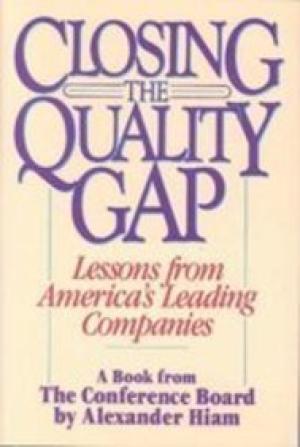 CLOSING
THE
QUALITY
GAP
Lessons from
America's Leading
Companies
A Book from
The Conference Board
by Alexander Hiam